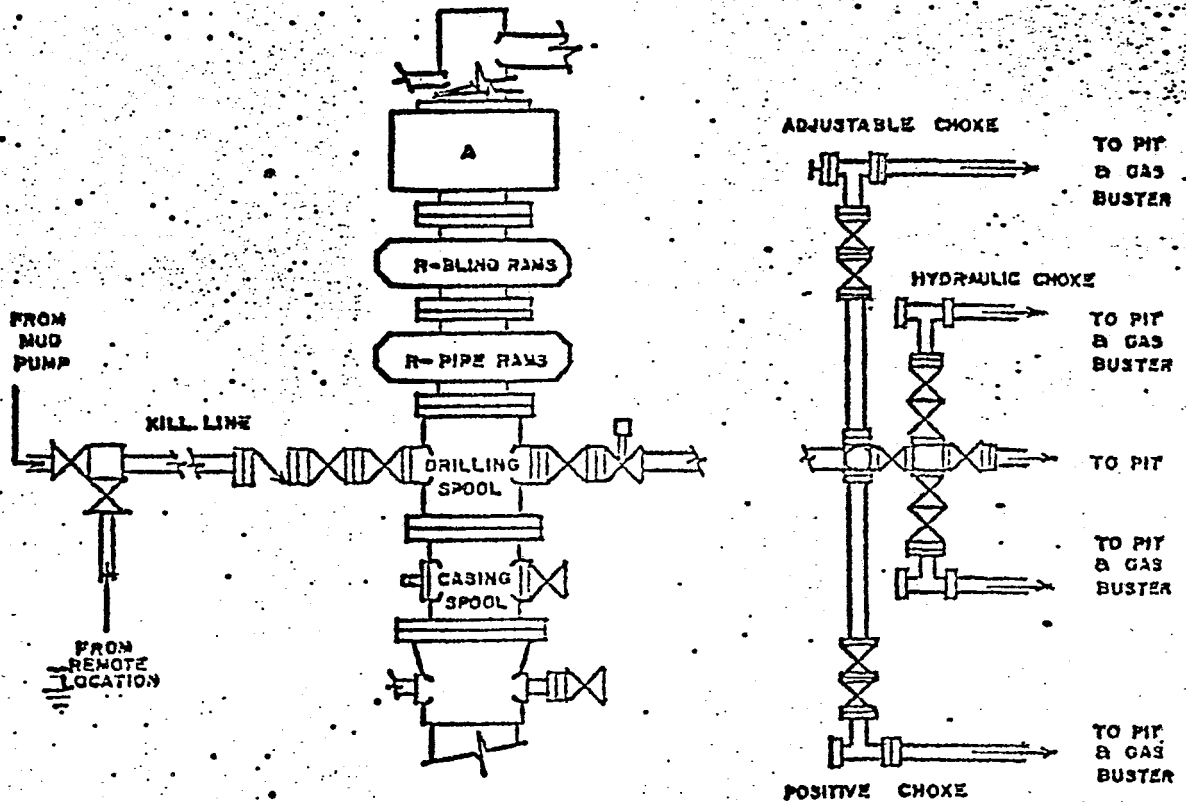 A
R-BLIND RAMS
R-PIPE RAMS
FROM
MUD
PUMP
KILL LINE
DRILLING
SPOOL
CASING
SPOOL
FROM
REMOTE
LOCATION
ADJUSTABLE CHOKE
TO PIT
& GAS
BUSTER
HYDRAULIC CHOKE
TO PIT
& GAS
BUSTER
TO PIT
TO PIT
& GAS
BUSTER
TO PIT
& GAS
BUSTER
POSITIVE CHOKE